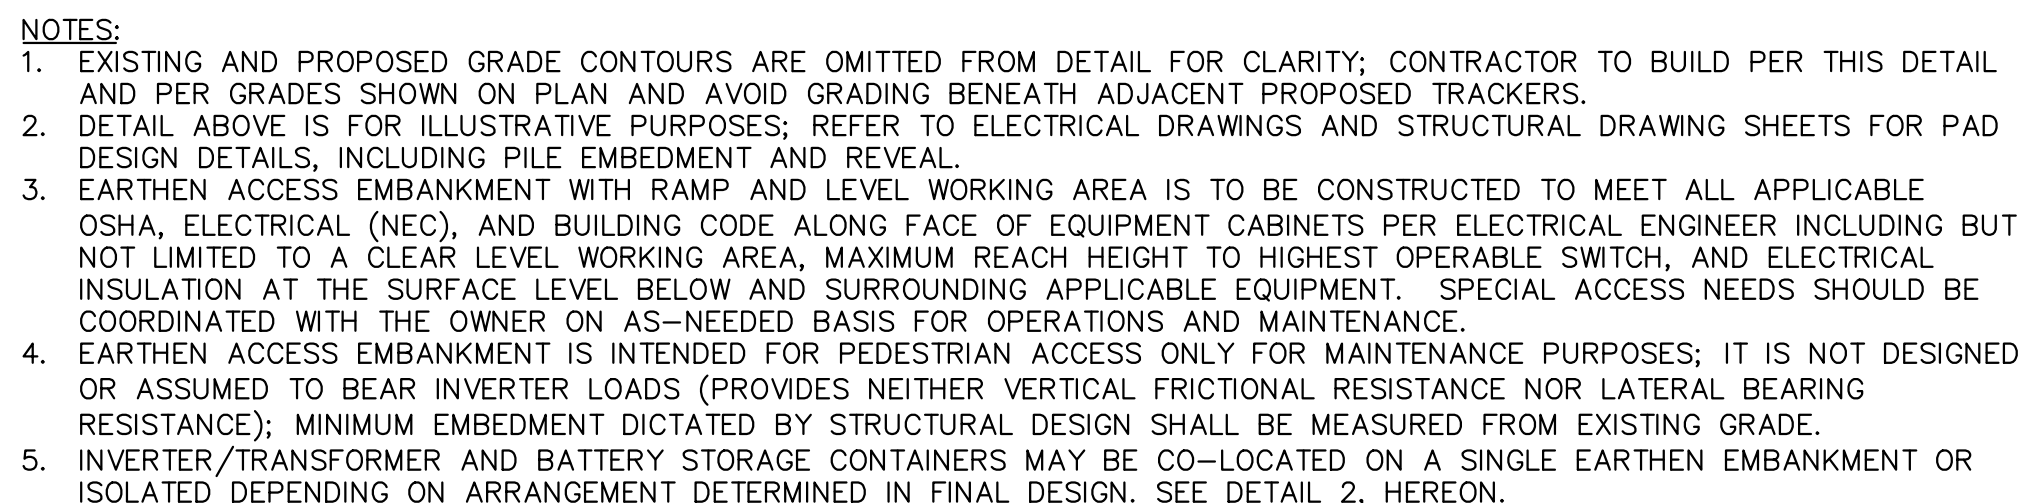 NOTES:
1. EXISTING AND PROPOSED GRADE CONTOURS ARE OMITTED FROM DETAIL FOR CLARITY; CONTRACTOR TO BUILD PER THIS DETAIL
AND PER GRADES SHOWN ON PLAN AND AVOID GRADING BENEATH ADJACENT PROPOSED TRACKERS.
2. DETAIL ABOVE IS FOR ILLUSTRATIVE PURPOSES; REFER TO ELECTRICAL DRAWINGS AND STRUCTURAL DRAWING SHEETS FOR PAD
DESIGN DETAILS, INCLUDING PILE EMBEDMENT AND REVEAL.
3. EARTHEN ACCESS EMBANKMENT WITH RAMP AND LEVEL WORKING AREA IS TO BE CONSTRUCTED TO MEET ALL APPLICABLE
OSHA, ELECTRICAL (NEC), AND BUILDING CODE ALONG FACE OF EQUIPMENT CABINETS PER ELECTRICAL ENGINEER INCLUDING BUT
NOT LIMITED TO A CLEAR LEVEL WORKING AREA, MAXIMUM REACH HEIGHT TO HIGHEST OPERABLE SWITCH, AND ELECTRICAL
INSULATION AT THE SURFACE LEVEL BELOW AND SURROUNDING APPLICABLE EQUIPMENT. SPECIAL ACCESS NEEDS SHOULD BE
COORDINATED WITH THE OWNER ON AS-NEEDED BASIS FOR OPERATIONS AND MAINTENANCE.
4. EARTHEN ACCESS EMBANKMENT IS INTENDED FOR PEDESTRIAN ACCESS ONLY FOR MAINTENANCE PURPOSES; IT IS NOT DESIGNED
OR ASSUMED TO BEAR INVERTER LOADS (PROVIDES NEITHER VERTICAL FRICTIONAL RESISTANCE NOR LATERAL BEARING
RESISTANCE); MINIMUM EMBEDMENT DICTATED BY STRUCTURAL DESIGN SHALL BE MEASURED FROM EXISTING GRADE.
5. INVERTER/TRANSFORMER AND BATTERY STORAGE CONTAINERS MAY BE CO-LOCATED ON A SINGLE EARTHEN EMBANKMENT OR
ISOLATED DEPENDING ON ARRANGEMENT DETERMINED IN FINAL DESIGN. SEE DETAIL 2, HEREON.